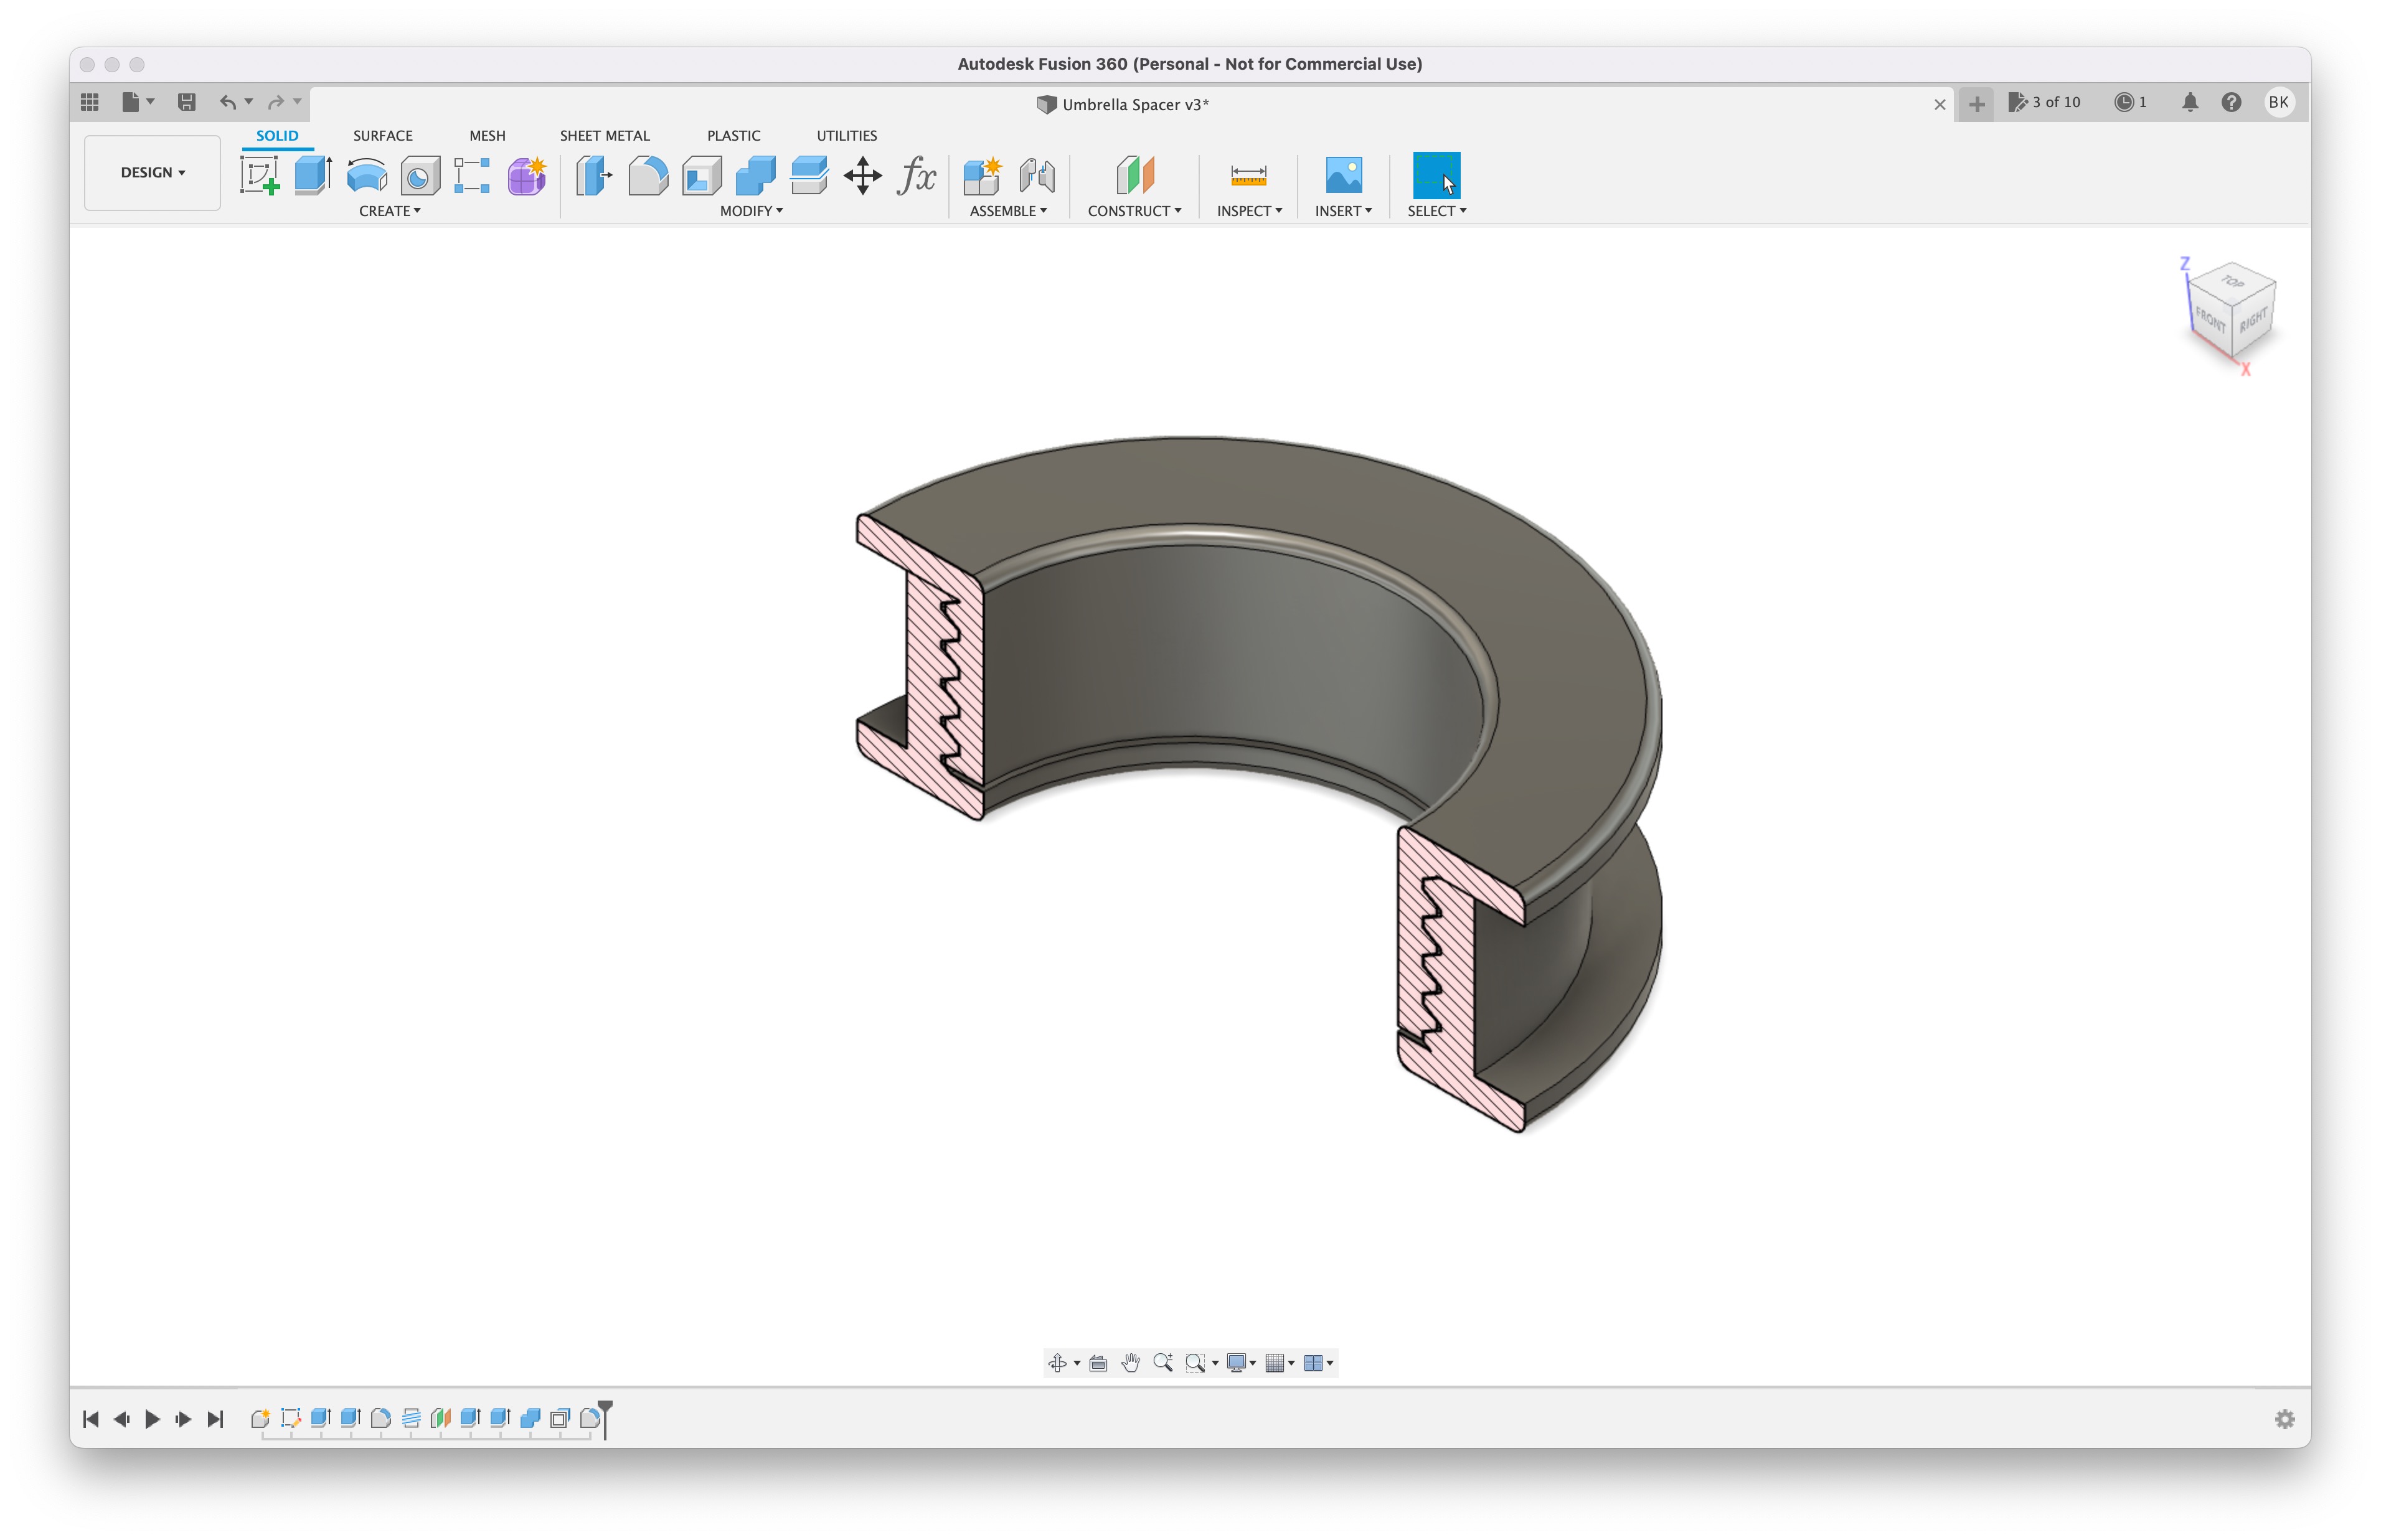 Autodesk Fusion 360 (Personal - Not for Commercial Use)
Umbrella Spacer v3*
3 of 10
1
BK
SOLID
SURFACE
MESH
SHEET METAL
PLASTIC
UTILITIES
DESIGN
fx
CREATE
MODIFY
ASSEMBLE
CONSTRUCT
INSPECT
INSERT
SELECT
Z
TOP
FRONT
RIGHT
X